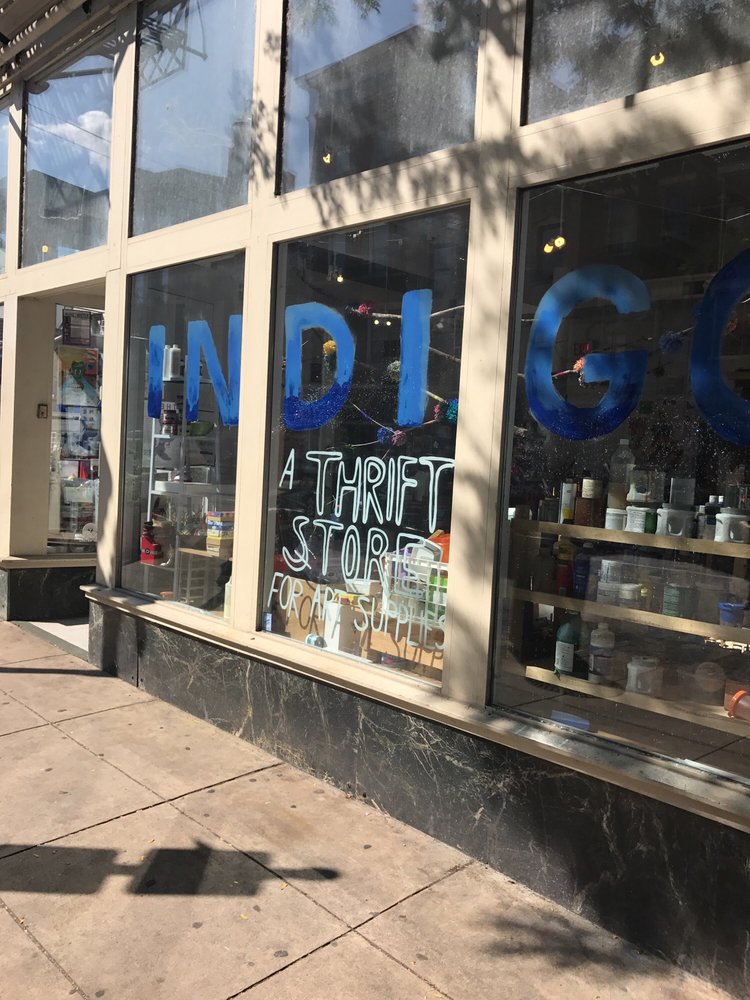 INDIGO
A THRIFT
STORE
FOR ART SUPPLIES